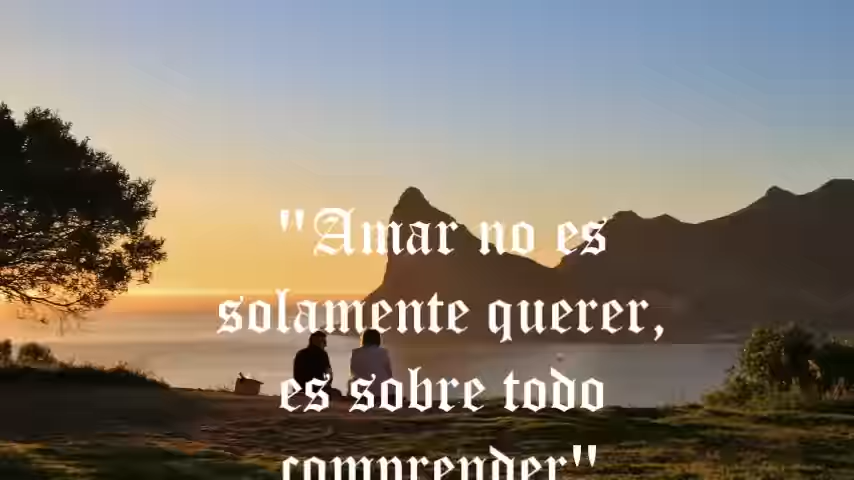 "Amar no es
solamente querer,
es sobre todo
comprender"